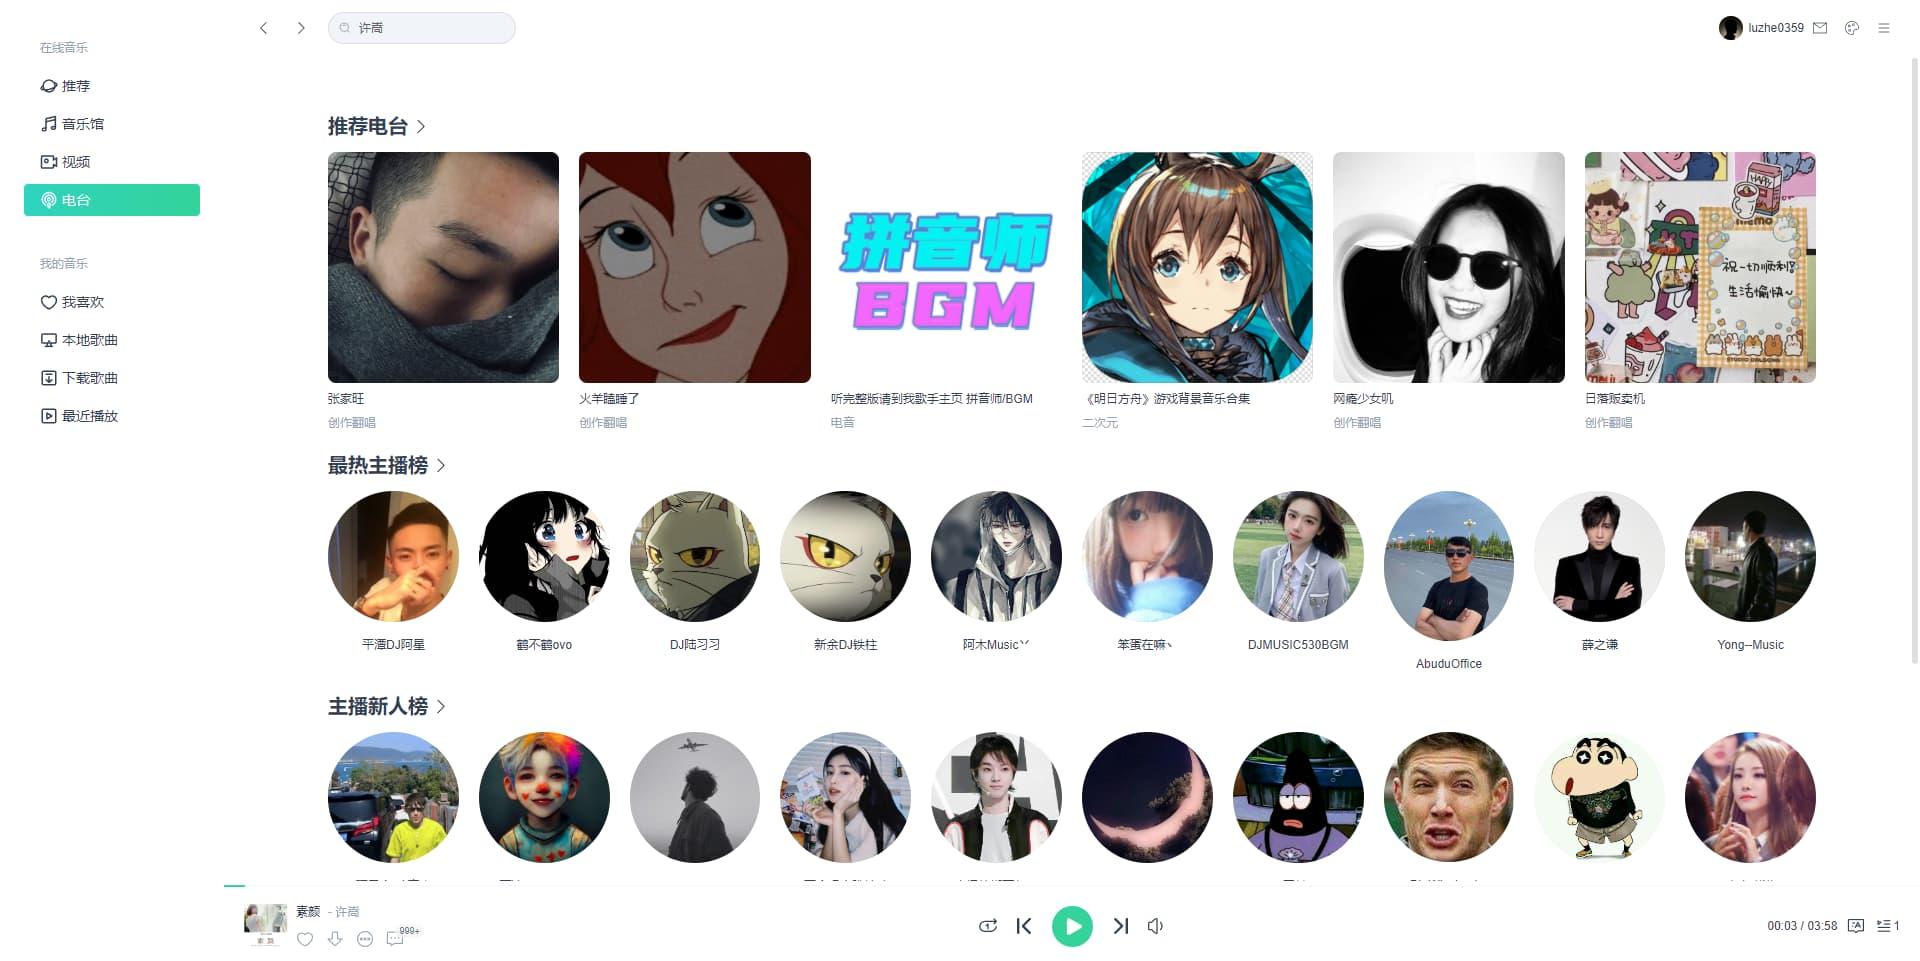 在线音乐
推荐
音乐馆
视频
电台
我的音乐
我喜欢
本地歌曲
下载歌曲
最近播放
许嵩
luzhe0359
推荐电台
拼音师
BGM
祝一切顺利
生活愉快~
张家旺
火羊瞌睡了
听完整版请到我歌手主页 拼音师/BGM
《明日方舟》游戏背景音乐合集
网瘾少女叽
日落贩卖机
创作翻唱
创作翻唱
电音
二次元
创作翻唱
创作翻唱
最热主播榜
平潭DJ阿星
鹤不鹤ovo
DJ陆习习
新余DJ铁柱
阿木Musicヅ
笨蛋在嘛丶
DJMUSIC530BGM
AbuduOffice
薛之谦
Yong--Music
主播新人榜
素颜 - 许嵩
999+
00:03 / 03:58
1